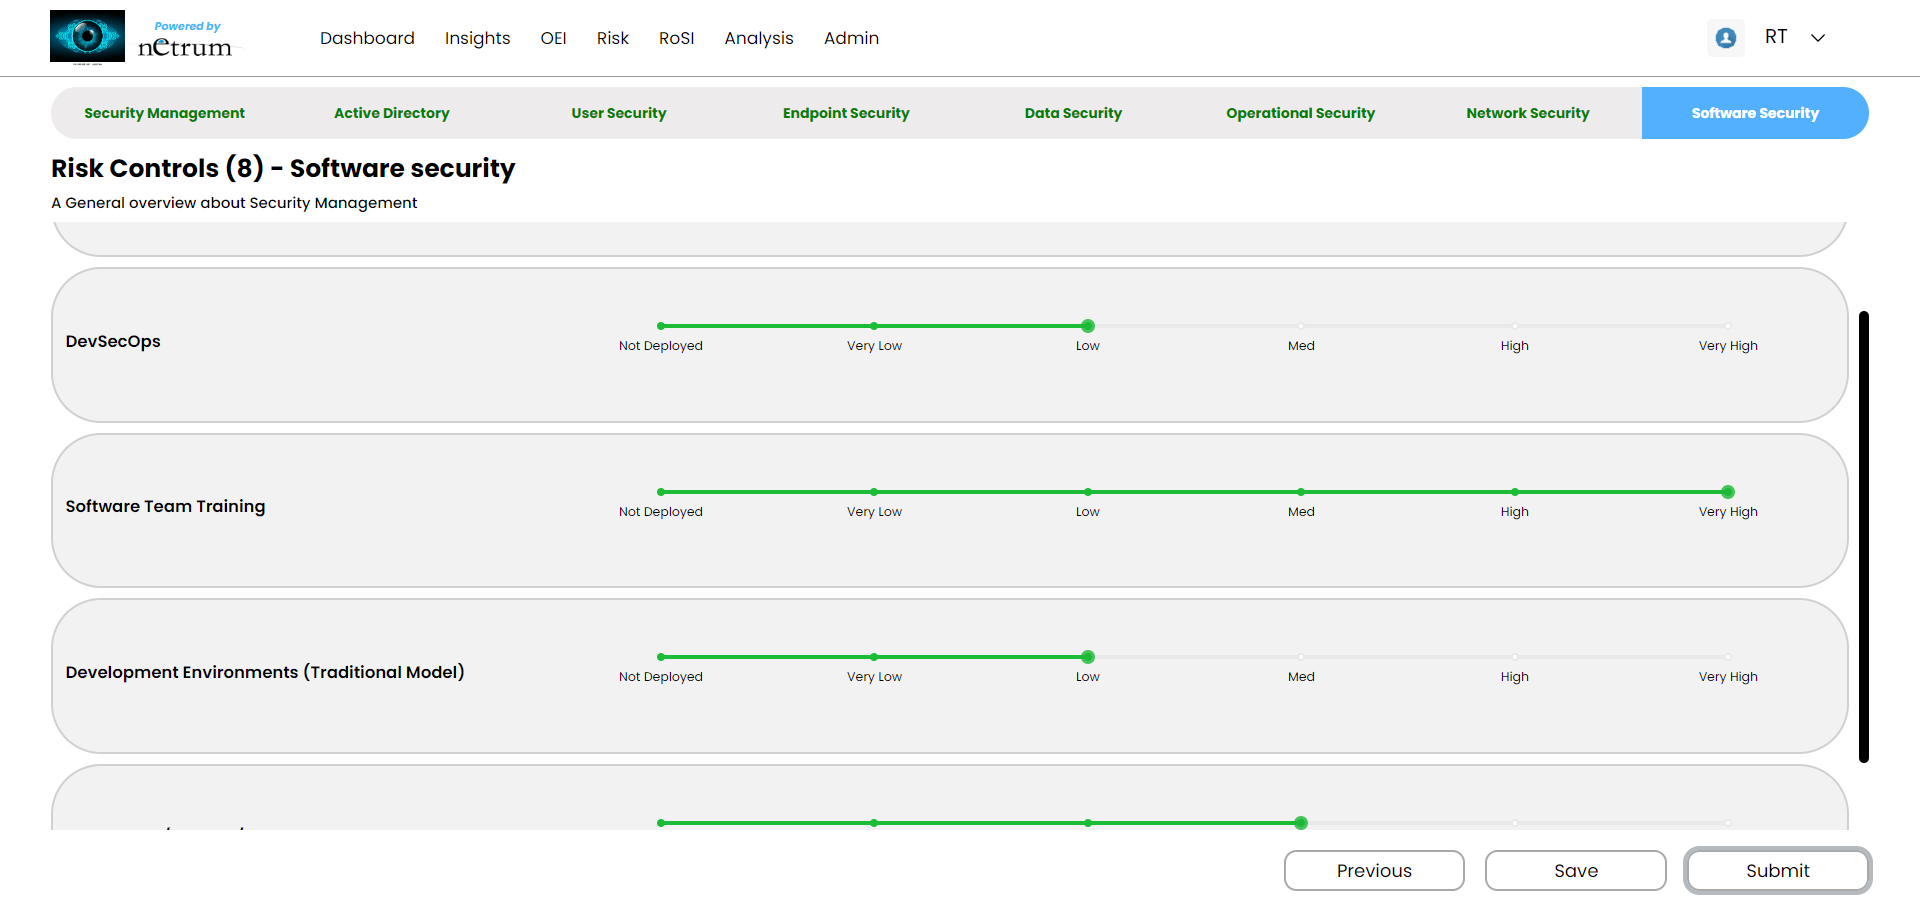 Powered by
netrum
Dashboard Insights OEI Risk RoSI Analysis Admin
RT
Security Management Active Directory User Security Endpoint Security Data Security Operational Security Network Security Software Security
Risk Controls (8) - Software security
A General overview about Security Management
DevSecOps
Not Deployed Very Low Low Med High Very High
Software Team Training
Not Deployed Very Low Low Med High Very High
Development Environments (Traditional Model)
Not Deployed Very Low Low Med High Very High
Previous Save Submit